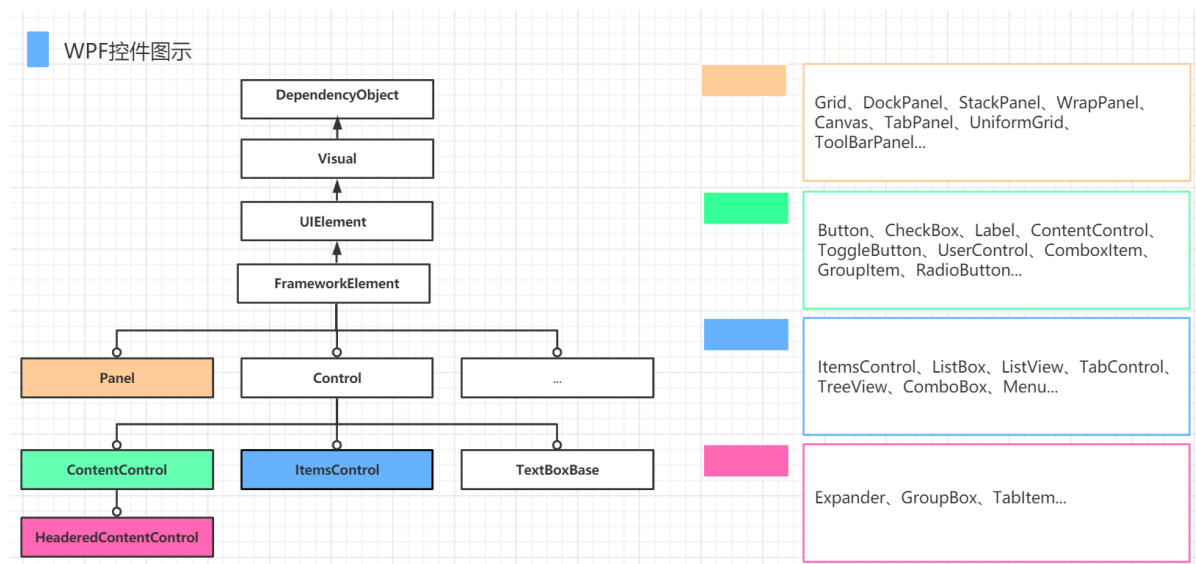 WPF控件图示
DependencyObject
Visual
UIElement
FrameworkElement
Panel
Control
...
ContentControl
ItemsControl
TextBoxBase
HeaderedContentControl
Grid、DockPanel、StackPanel、WrapPanel、
Canvas、TabPanel、UniformGrid、
ToolBarPanel...
Button、CheckBox、Label、ContentControl、
ToggleButton、UserControl、ComboxItem、
GroupItem、RadioButton...
ItemsControl、ListBox、ListView、TabControl、
TreeView、ComboBox、Menu...
Expander、GroupBox、TabItem...